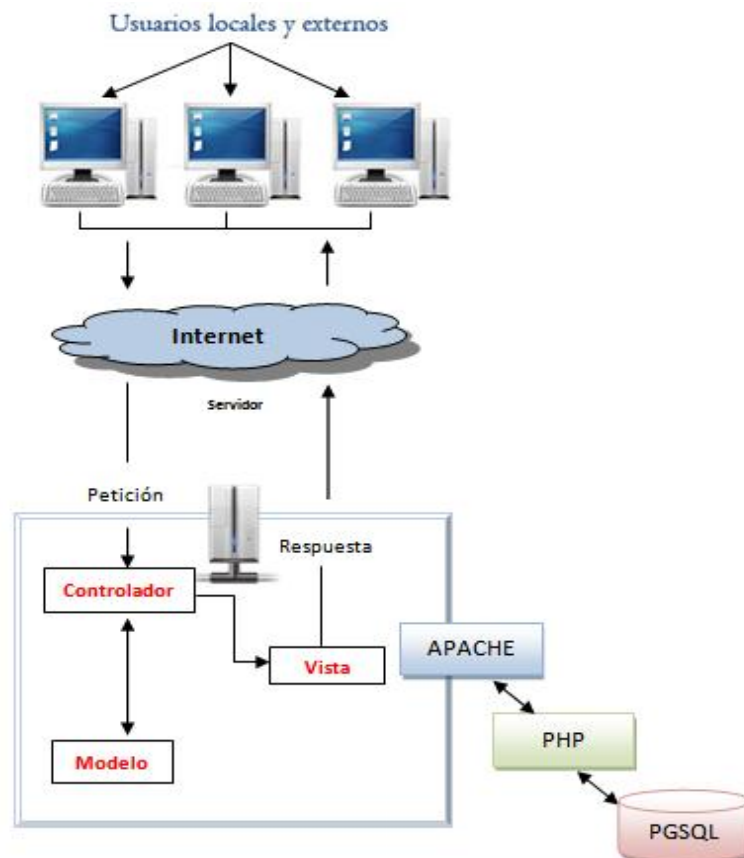 Usuarios locales y externos
Internet
Servidor
Petición
Respuesta
Controlador
Vista
APACHE
Modelo
PHP
PGSQL